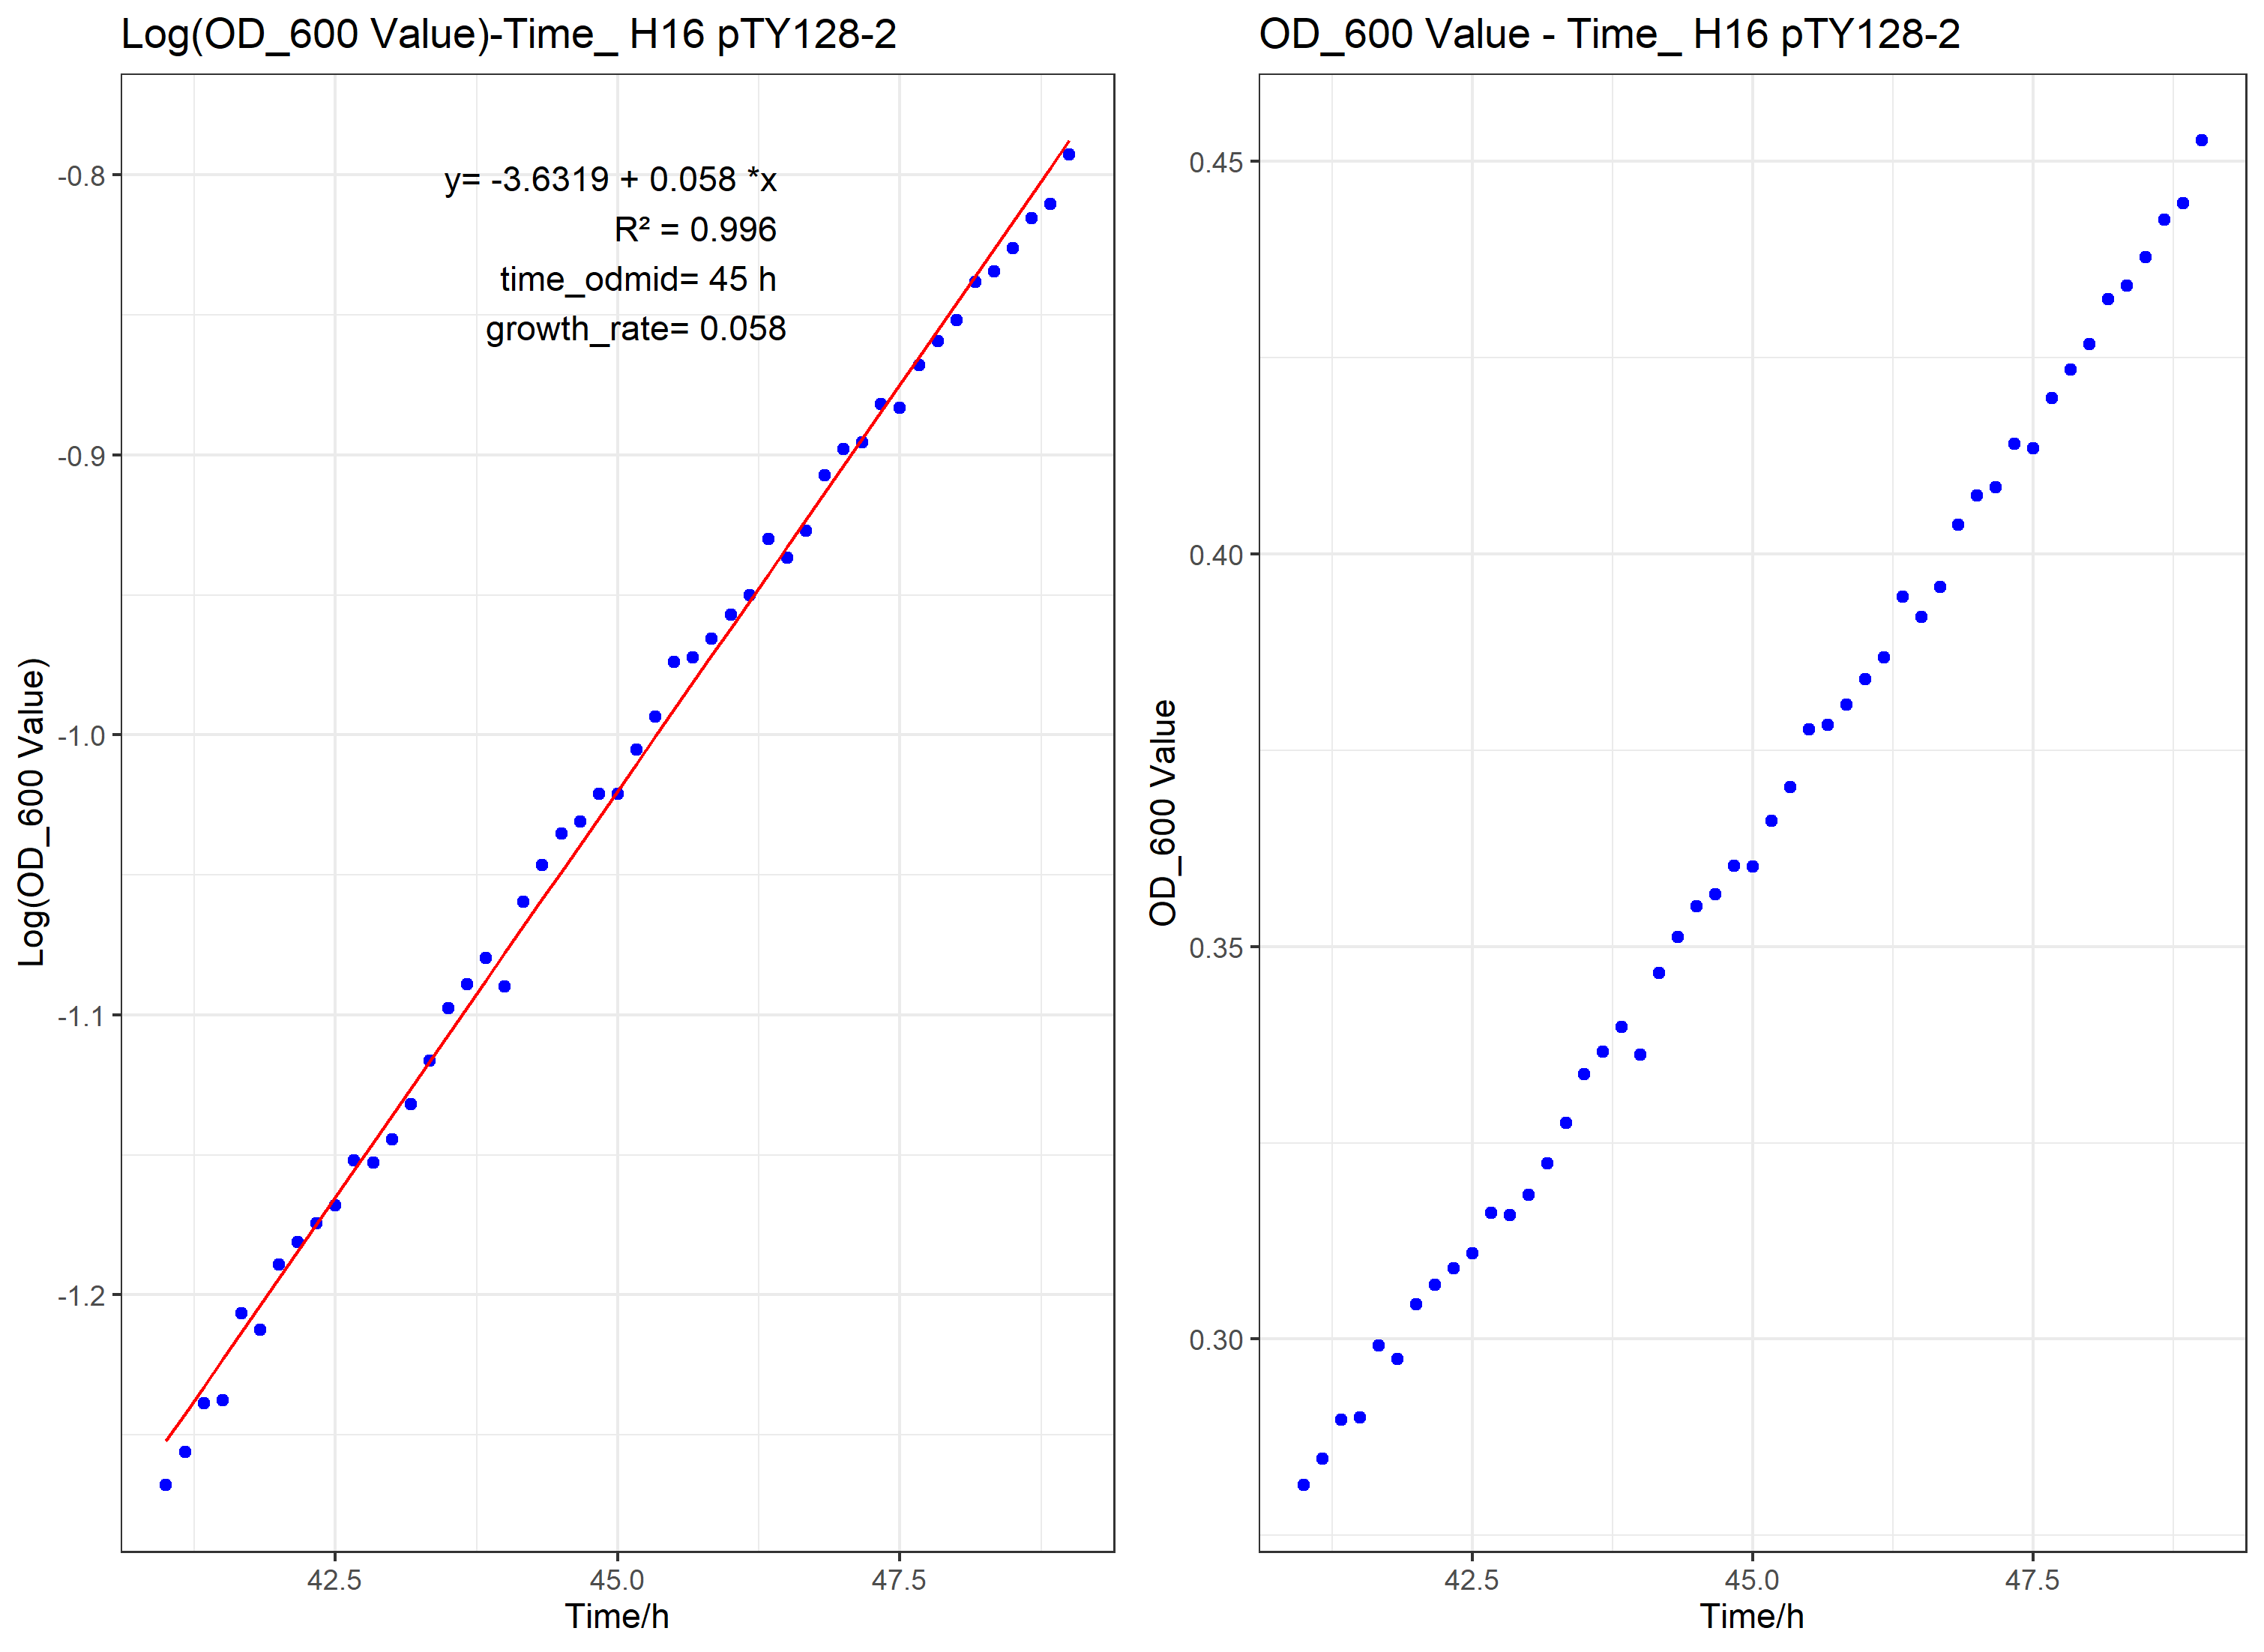 Log(OD_600 Value)-Time_ H16 pTY128-2
y= -3.6319 + 0.058 *x
R² = 0.996
time_odmid= 45 h
growth_rate= 0.058
-0.8
-0.9
-1.0
-1.1
-1.2
Log(OD_600 Value)
42.5 45.0 47.5
Time/h
OD_600 Value - Time_ H16 pTY128-2
0.45
0.40
0.35
0.30
OD_600 Value
42.5 45.0 47.5
Time/h